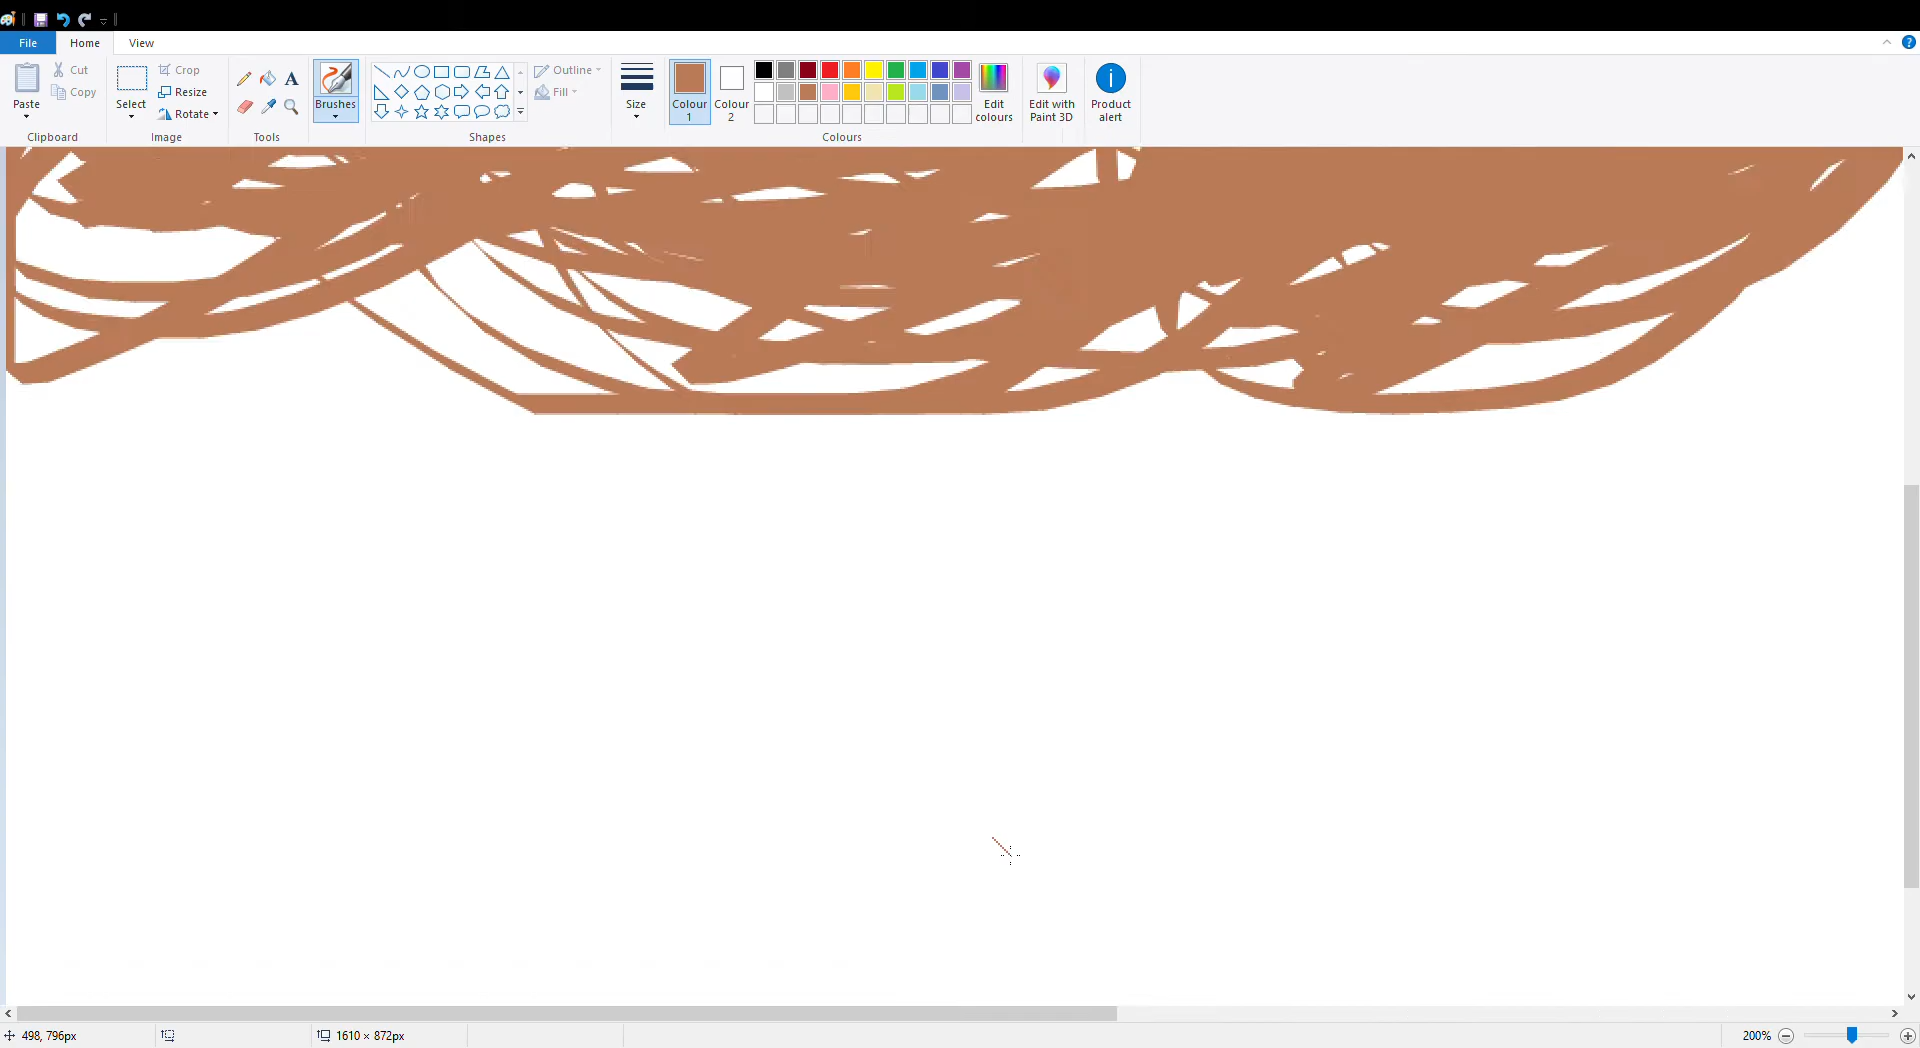 File Home View
Paste Cut Copy Clipboard
Select Crop Resize Rotate Image
A Tools
Brushes
Outline Fill Shapes
Size
Colour 1 Colour 2 Edit colours Colours
Edit with Paint 3D
Product alert
498, 796px 1610 × 872px 200%